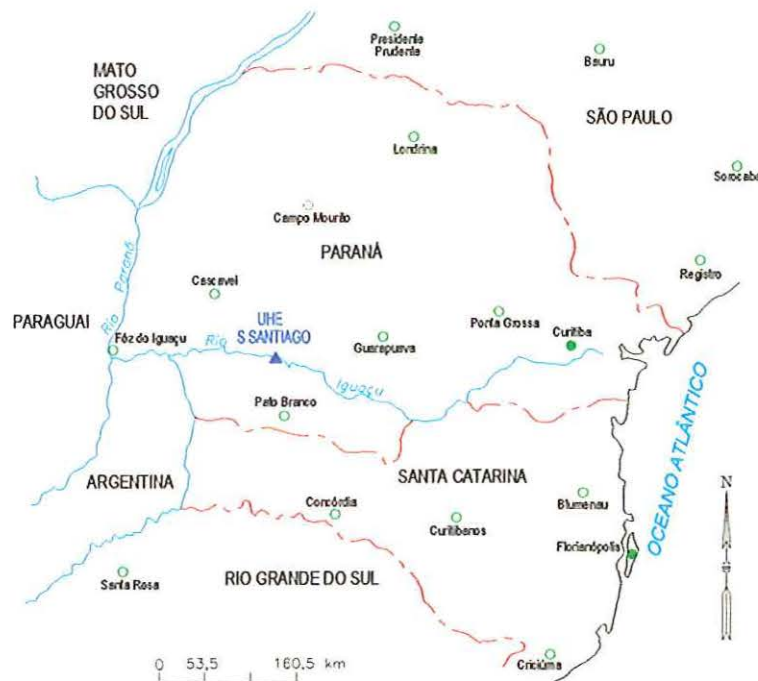 Presidente
Prudente
Bauru
MATO
GROSSO
DO SUL
SÃO PAULO
Londrina
Sorocaba
Campo Mourão
PARANÁ
Registro
Cascavel
Rio Paraná
PARAGUAI
UHE
S SANTIAGO
Ponta Grossa
Curitiba
Fóz do Iguaçu
Rio
Guarapuava
Iguaçu
Pato Branco
OCEANO ATLÂNTICO
ARGENTINA
SANTA CATARINA
N
Concórdia
Curitibanos
Blumenau
Florianópolis
Santa Rosa
RIO GRANDE DO SUL
Criciúma
0 53,5 160,5 km